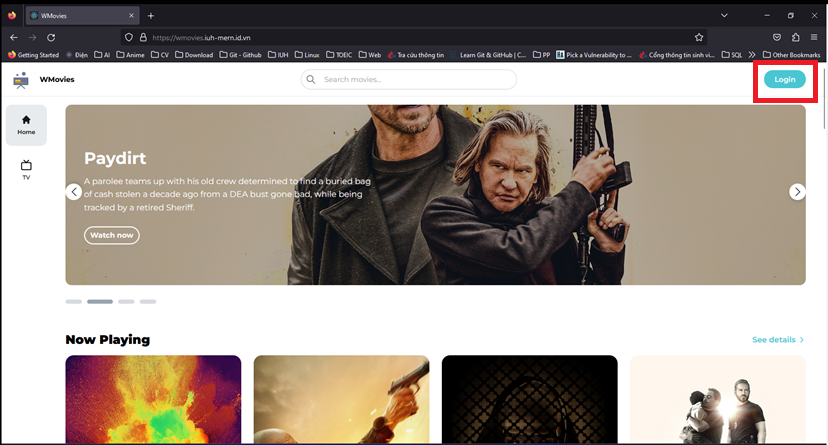 WMovies
https://wmovies.iuh-mern.id.vn
Getting Started Điện AI Anime CV Download Git - Github IUH Linux TOEIC Web Tra cứu thông tin Learn Git & GitHub | C... PP Pick a Vulnerability to ... Cổng thông tin sinh vi... SQL Other Bookmarks
WMovies
Search movies...
Login
Home
TV
Paydirt
A parolee teams up with his old crew determined to find a buried bag
of cash stolen a decade ago from a DEA bust gone bad, while being
tracked by a retired Sheriff.
Watch now
Now Playing
See details